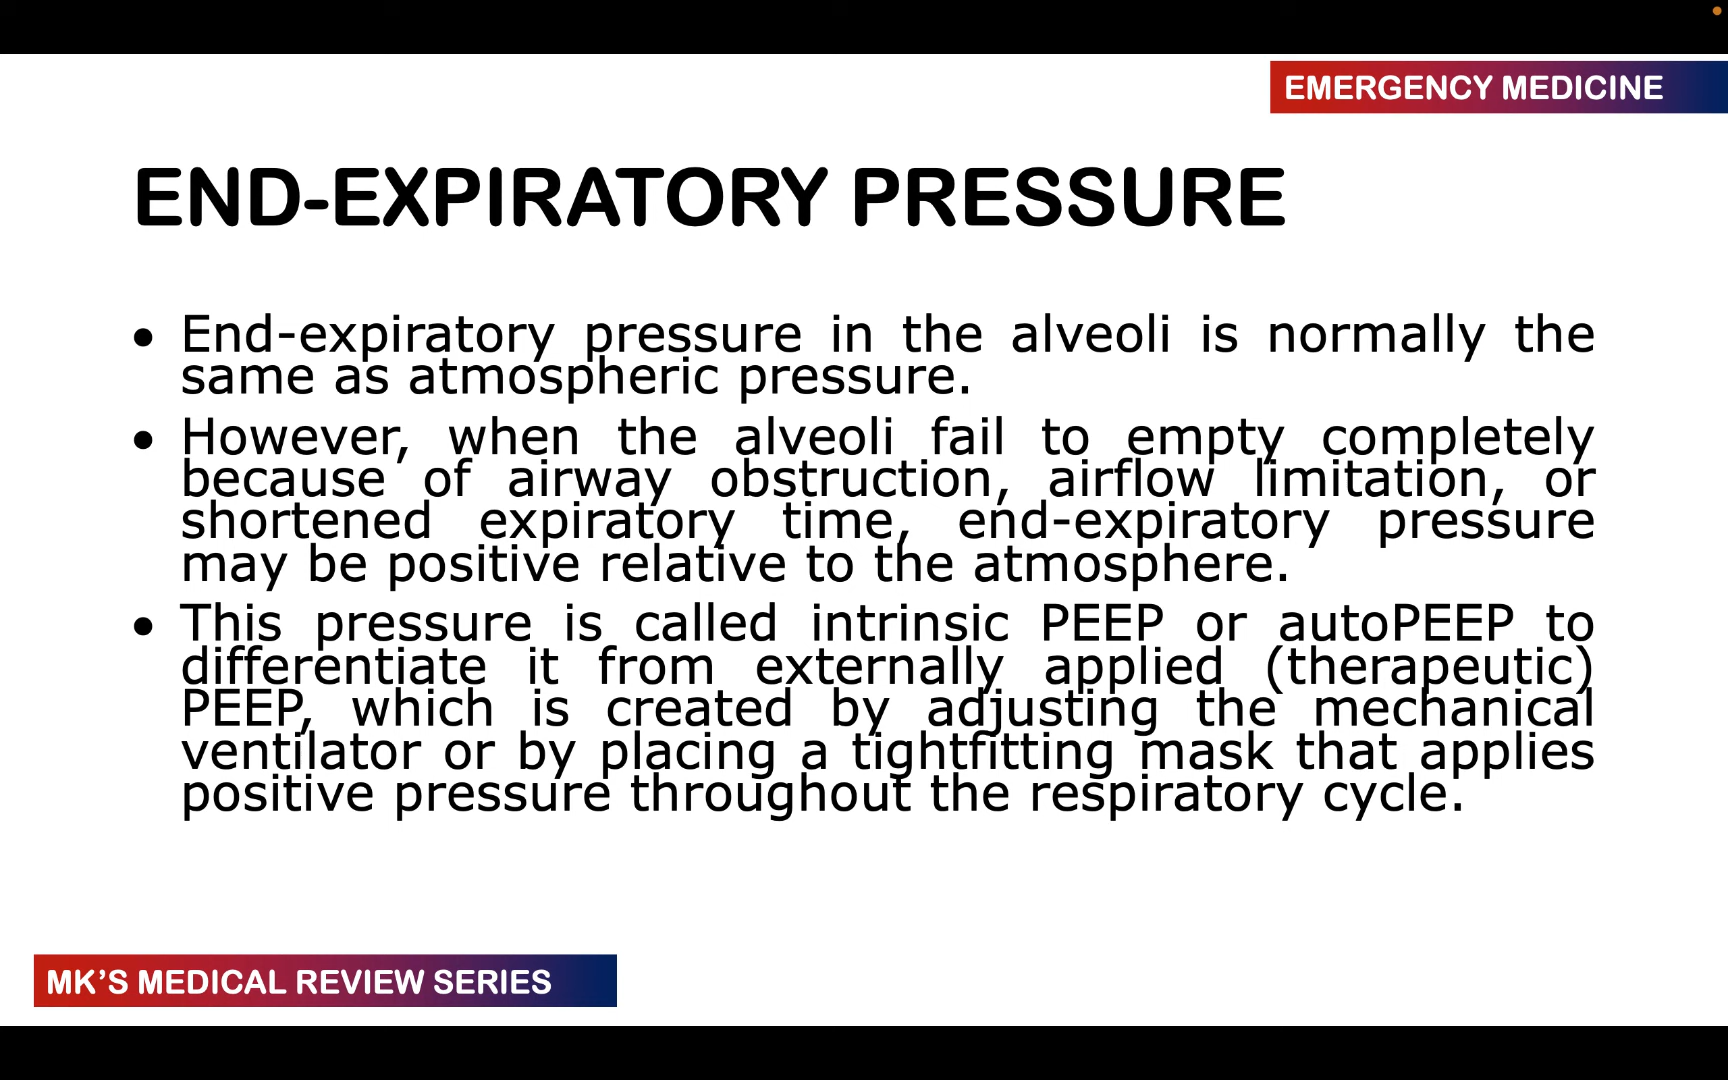 EMERGENCY MEDICINE
END-EXPIRATORY PRESSURE
• End-expiratory pressure in the alveoli is normally the
same as atmospheric pressure.
• However, when the alveoli fail to empty completely
because of airway obstruction, airflow limitation, or
shortened expiratory time, end-expiratory pressure
may be positive relative to the atmosphere.
• This pressure is called intrinsic PEEP or autoPEEP to
differentiate it from externally applied (therapeutic)
PEEP, which is created by adjusting the mechanical
ventilator or by placing a tightfitting mask that applies
positive pressure throughout the respiratory cycle.
MK’S MEDICAL REVIEW SERIES